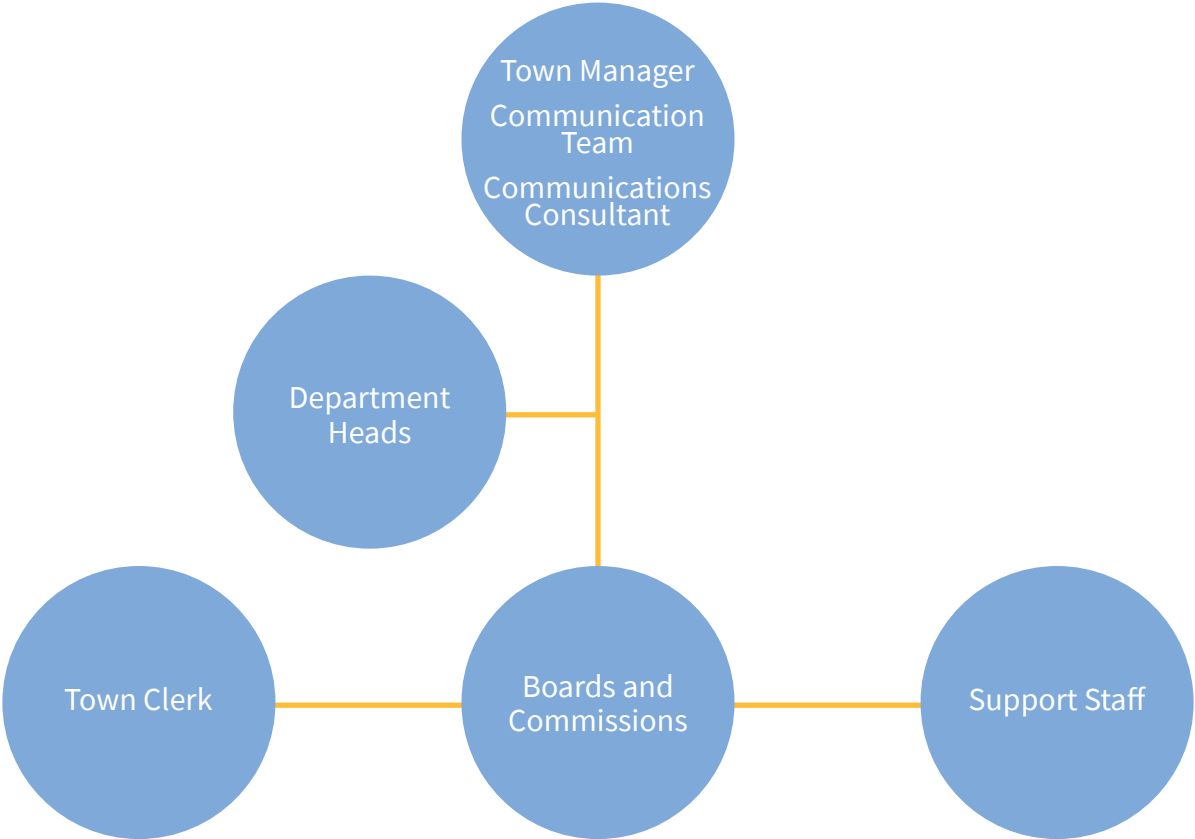 Town Manager
Communication
Team
Communications
Consultant
Department
Heads
Town Clerk
Boards and
Commissions
Support Staff